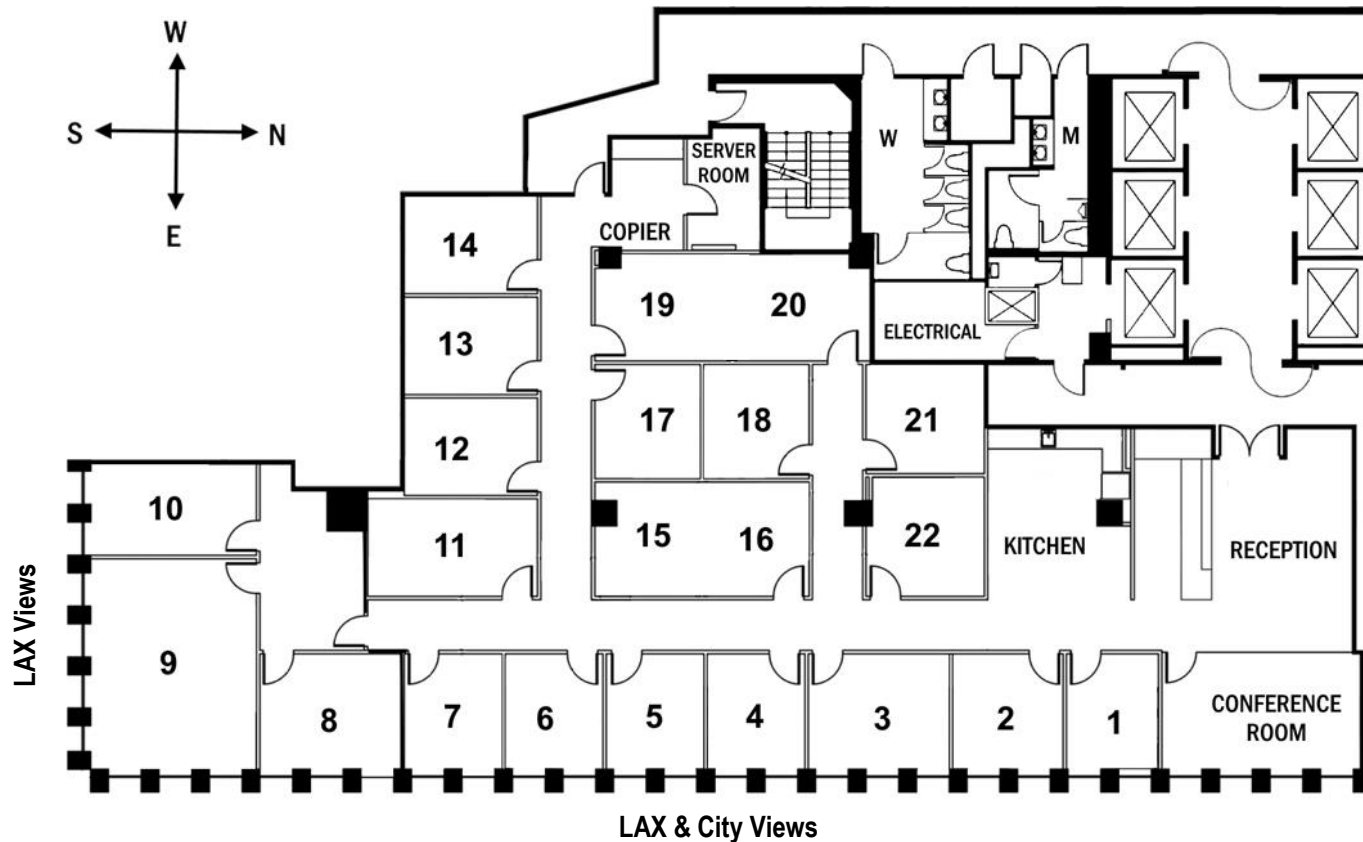 W
S
N
E
W
M
SERVER
ROOM
COPIER
14
19
20
ELECTRICAL
13
17
18
21
12
10
11
15
16
22
KITCHEN
RECEPTION
LAX Views
9
8
7
6
5
4
3
2
1
CONFERENCE
ROOM
LAX & City Views